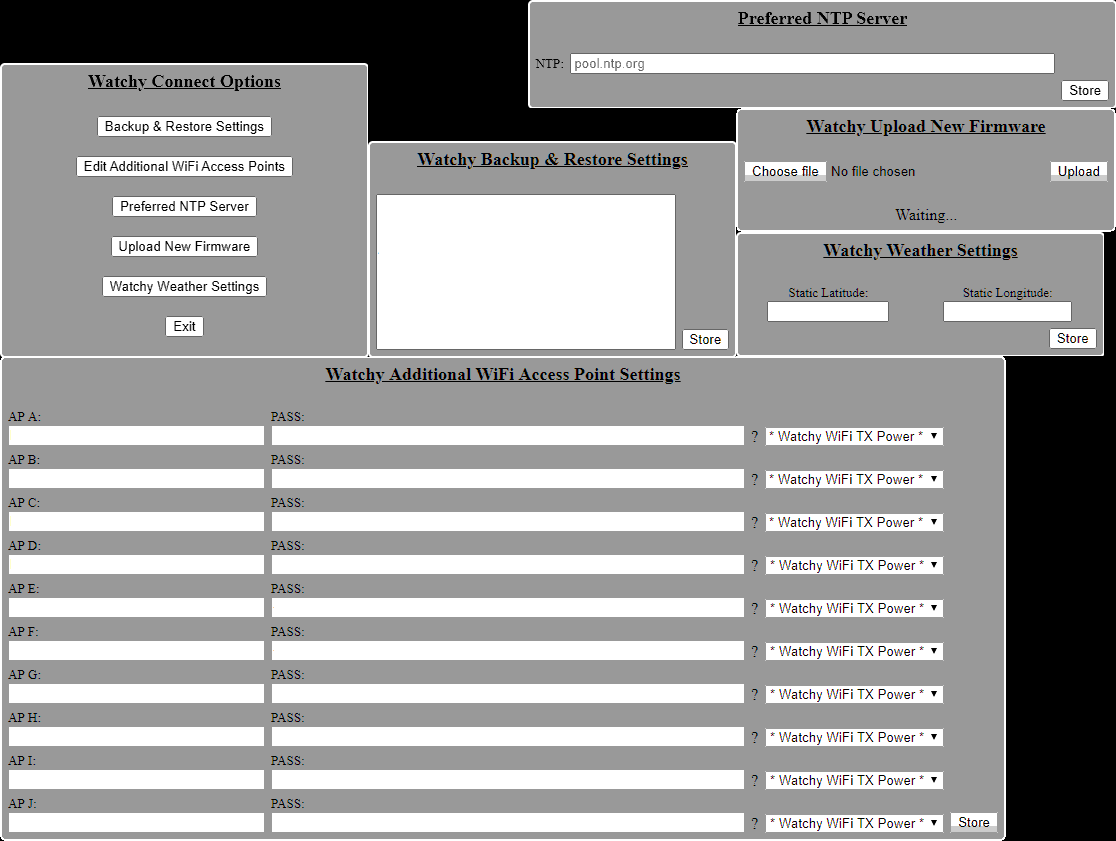 Preferred NTP Server
NTP: pool.ntp.org
Store
Watchy Connect Options
Backup & Restore Settings
Edit Additional WiFi Access Points
Preferred NTP Server
Upload New Firmware
Watchy Weather Settings
Exit
Watchy Backup & Restore Settings
Store
Watchy Upload New Firmware
Choose file No file chosen Upload
Waiting...
Watchy Weather Settings
Static Latitude: Static Longitude:
Store
Watchy Additional WiFi Access Point Settings
AP A: PASS:
? * Watchy WiFi TX Power *
AP B: PASS:
? * Watchy WiFi TX Power *
AP C: PASS:
? * Watchy WiFi TX Power *
AP D: PASS:
? * Watchy WiFi TX Power *
AP E: PASS:
? * Watchy WiFi TX Power *
AP F: PASS:
? * Watchy WiFi TX Power *
AP G: PASS:
? * Watchy WiFi TX Power *
AP H: PASS:
? * Watchy WiFi TX Power *
AP I: PASS:
? * Watchy WiFi TX Power *
AP J: PASS:
? * Watchy WiFi TX Power * Store